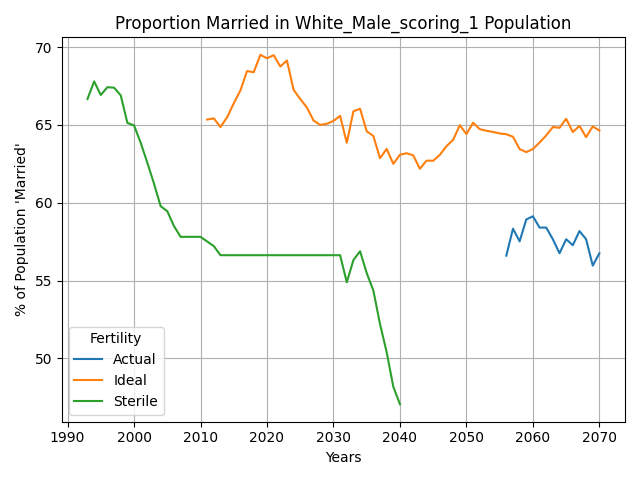 Proportion Married in White_Male_scoring_1 Population
% of Population 'Married'
70
65
60
55
50
Fertility
Actual
Ideal
Sterile
1990 2000 2010 2020 2030 2040 2050 2060 2070
Years